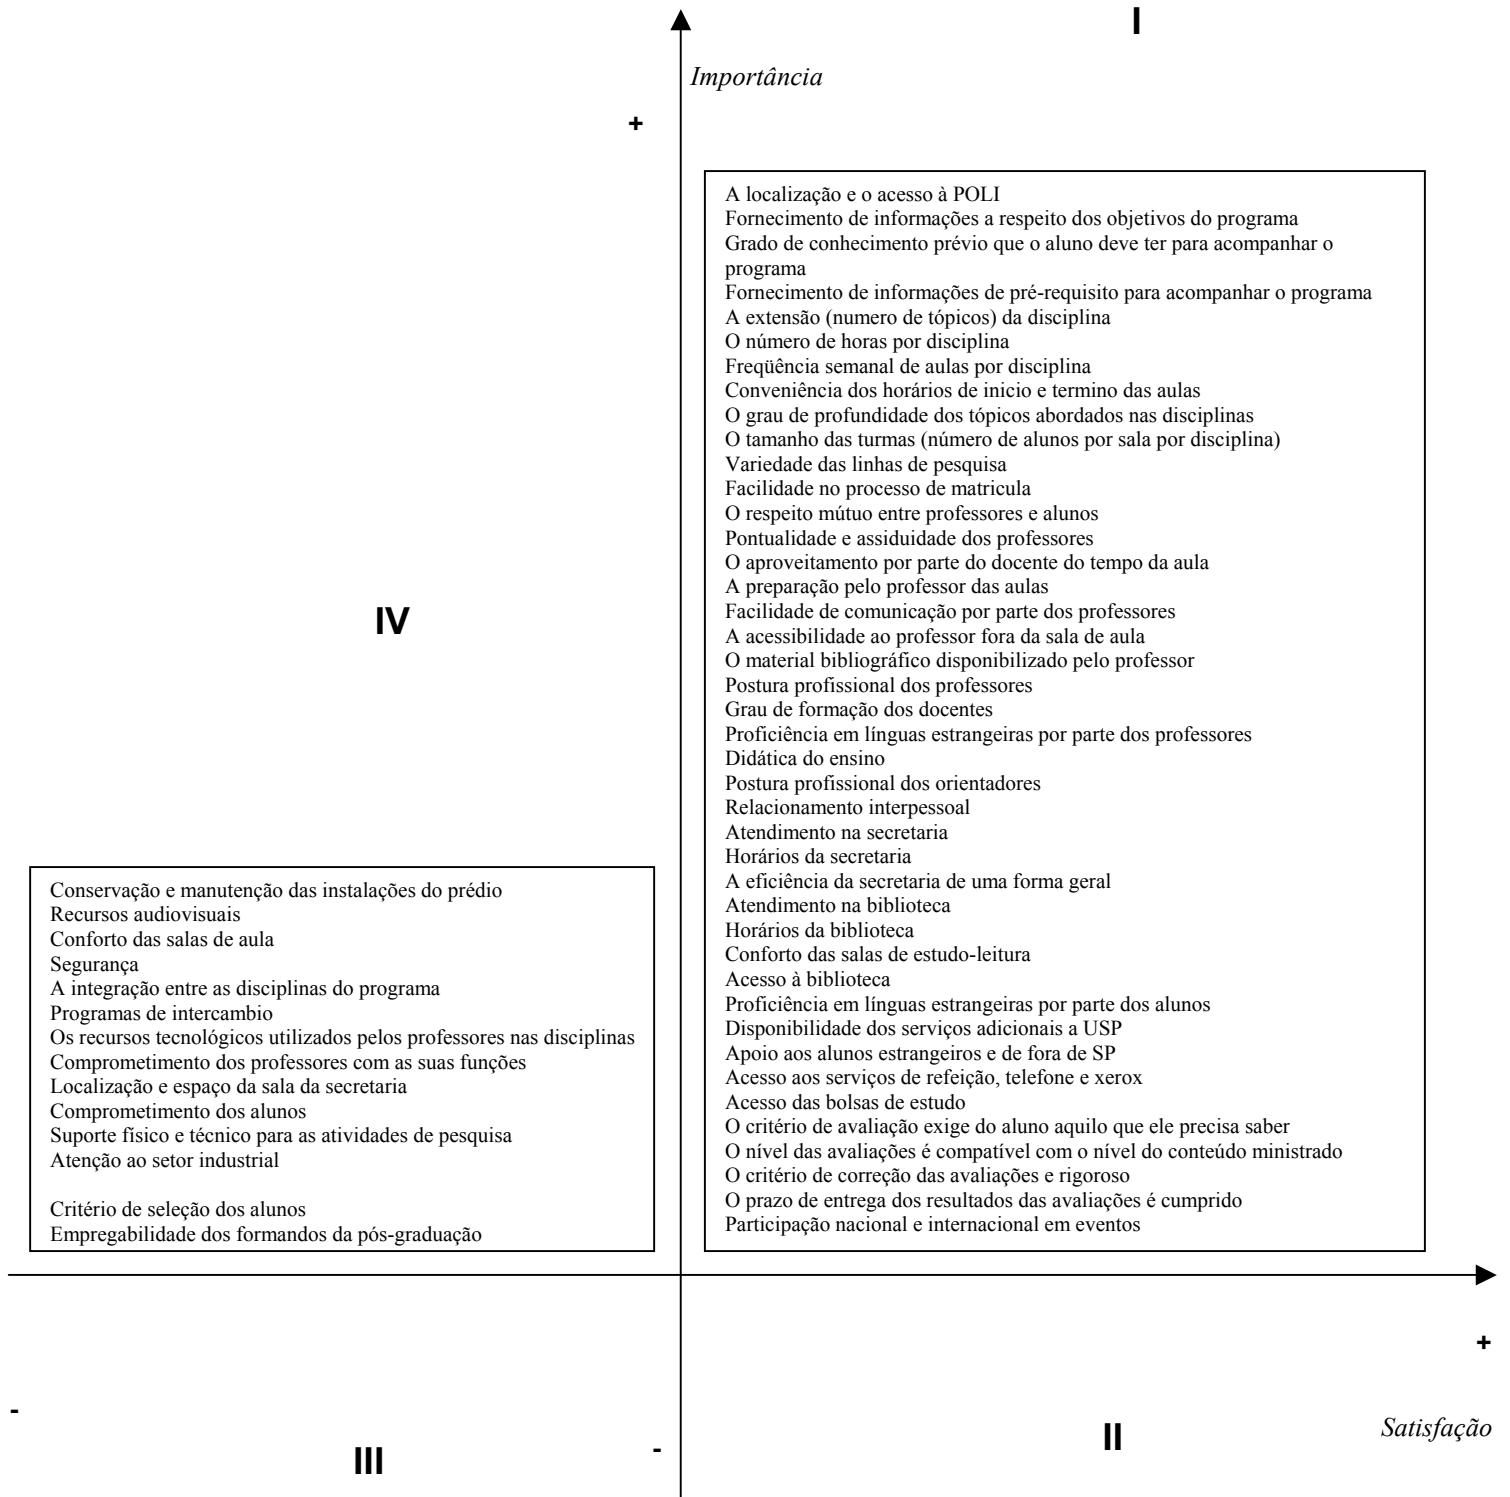 I
Importância
+
A localização e o acesso à POLI
Fornecimento de informações a respeito dos objetivos do programa
Grado de conhecimento prévio que o aluno deve ter para acompanhar o
programa
Fornecimento de informações de pré-requisito para acompanhar o programa
A extensão (numero de tópicos) da disciplina
O número de horas por disciplina
Freqüência semanal de aulas por disciplina
Conveniência dos horários de inicio e termino das aulas
O grau de profundidade dos tópicos abordados nas disciplinas
O tamanho das turmas (número de alunos por sala por disciplina)
Variedade das linhas de pesquisa
Facilidade no processo de matricula
O respeito mútuo entre professores e alunos
Pontualidade e assiduidade dos professores
O aproveitamento por parte do docente do tempo da aula
A preparação pelo professor das aulas
Facilidade de comunicação por parte dos professores
A acessibilidade ao professor fora da sala de aula
O material bibliográfico disponibilizado pelo professor
Postura profissional dos professores
Grau de formação dos docentes
Proficiência em línguas estrangeiras por parte dos professores
Didática do ensino
Postura profissional dos orientadores
Relacionamento interpessoal
Atendimento na secretaria
Horários da secretaria
A eficiência da secretaria de uma forma geral
Atendimento na biblioteca
Horários da biblioteca
Conforto das salas de estudo-leitura
Acesso à biblioteca
Proficiência em línguas estrangeiras por parte dos alunos
Disponibilidade dos serviços adicionais a USP
Apoio aos alunos estrangeiros e de fora de SP
Acesso aos serviços de refeição, telefone e xerox
Acesso das bolsas de estudo
O critério de avaliação exige do aluno aquilo que ele precisa saber
O nível das avaliações é compatível com o nível do conteúdo ministrado
O critério de correção das avaliações e rigoroso
O prazo de entrega dos resultados das avaliações é cumprido
Participação nacional e internacional em eventos
IV
Conservação e manutenção das instalações do prédio
Recursos audiovisuais
Conforto das salas de aula
Segurança
A integração entre as disciplinas do programa
Programas de intercambio
Os recursos tecnológicos utilizados pelos professores nas disciplinas
Comprometimento dos professores com as suas funções
Localização e espaço da sala da secretaria
Comprometimento dos alunos
Suporte físico e técnico para as atividades de pesquisa
Atenção ao setor industrial
Critério de seleção dos alunos
Empregabilidade dos formandos da pós-graduação
+
-
Satisfação
II
-
III